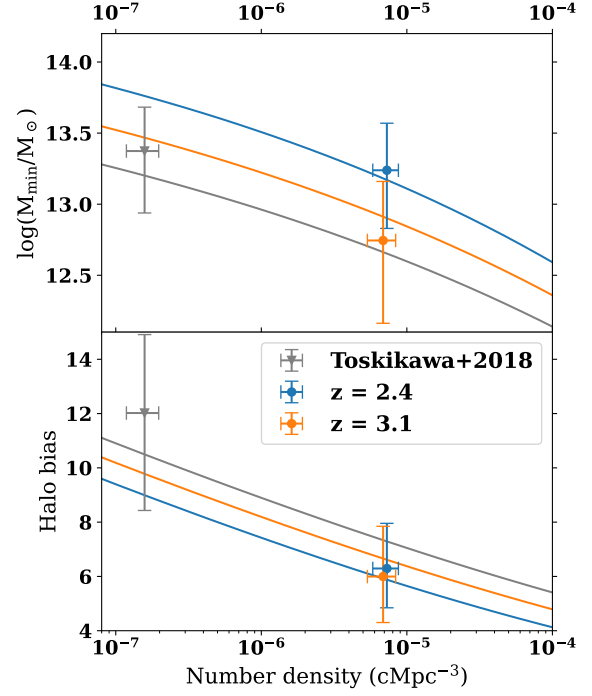 10⁻⁷ 10⁻⁶ 10⁻⁵ 10⁻⁴
log(M_min/M_⊙)
14.0
13.5
13.0
12.5
Halo bias
14
12
10
8
6
4
Toskikawa+2018
z = 2.4
z = 3.1
10⁻⁷ 10⁻⁶ 10⁻⁵ 10⁻⁴
Number density (cMpc⁻³)